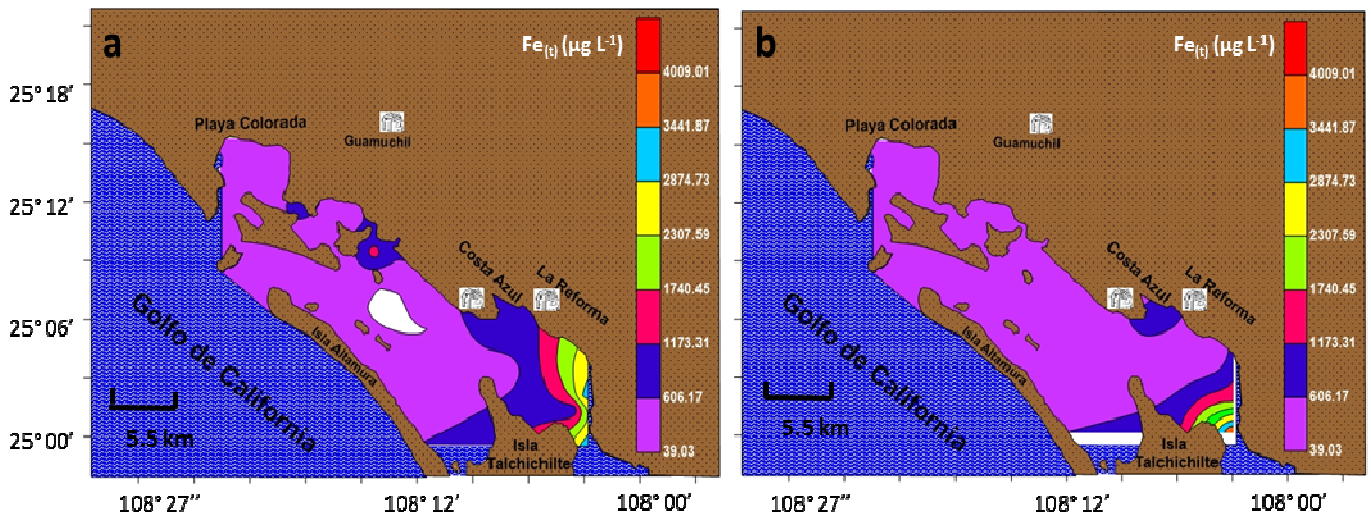 a
Fe(t) (µg L-1)
4009.01
3441.87
2874.73
2307.59
1740.45
1173.31
606.17
39.03
25°18’
25°12’
25°06’
25°00’
Playa Colorada
Guamuchil
Costa Azul
La Reforma
Isla Altamura
Golfo de California
5.5 km
Isla
Talchichilte
108°27’’
108°12’
108°00’
b
Fe(t) (µg L-1)
4009.01
3441.87
2874.73
2307.59
1740.45
1173.31
606.17
39.03
Playa Colorada
Guamuchil
Costa Azul
La Reforma
Isla Altamura
Golfo de California
5.5 km
Isla
Talchichilte
108°27’’
108°12’
108°00’